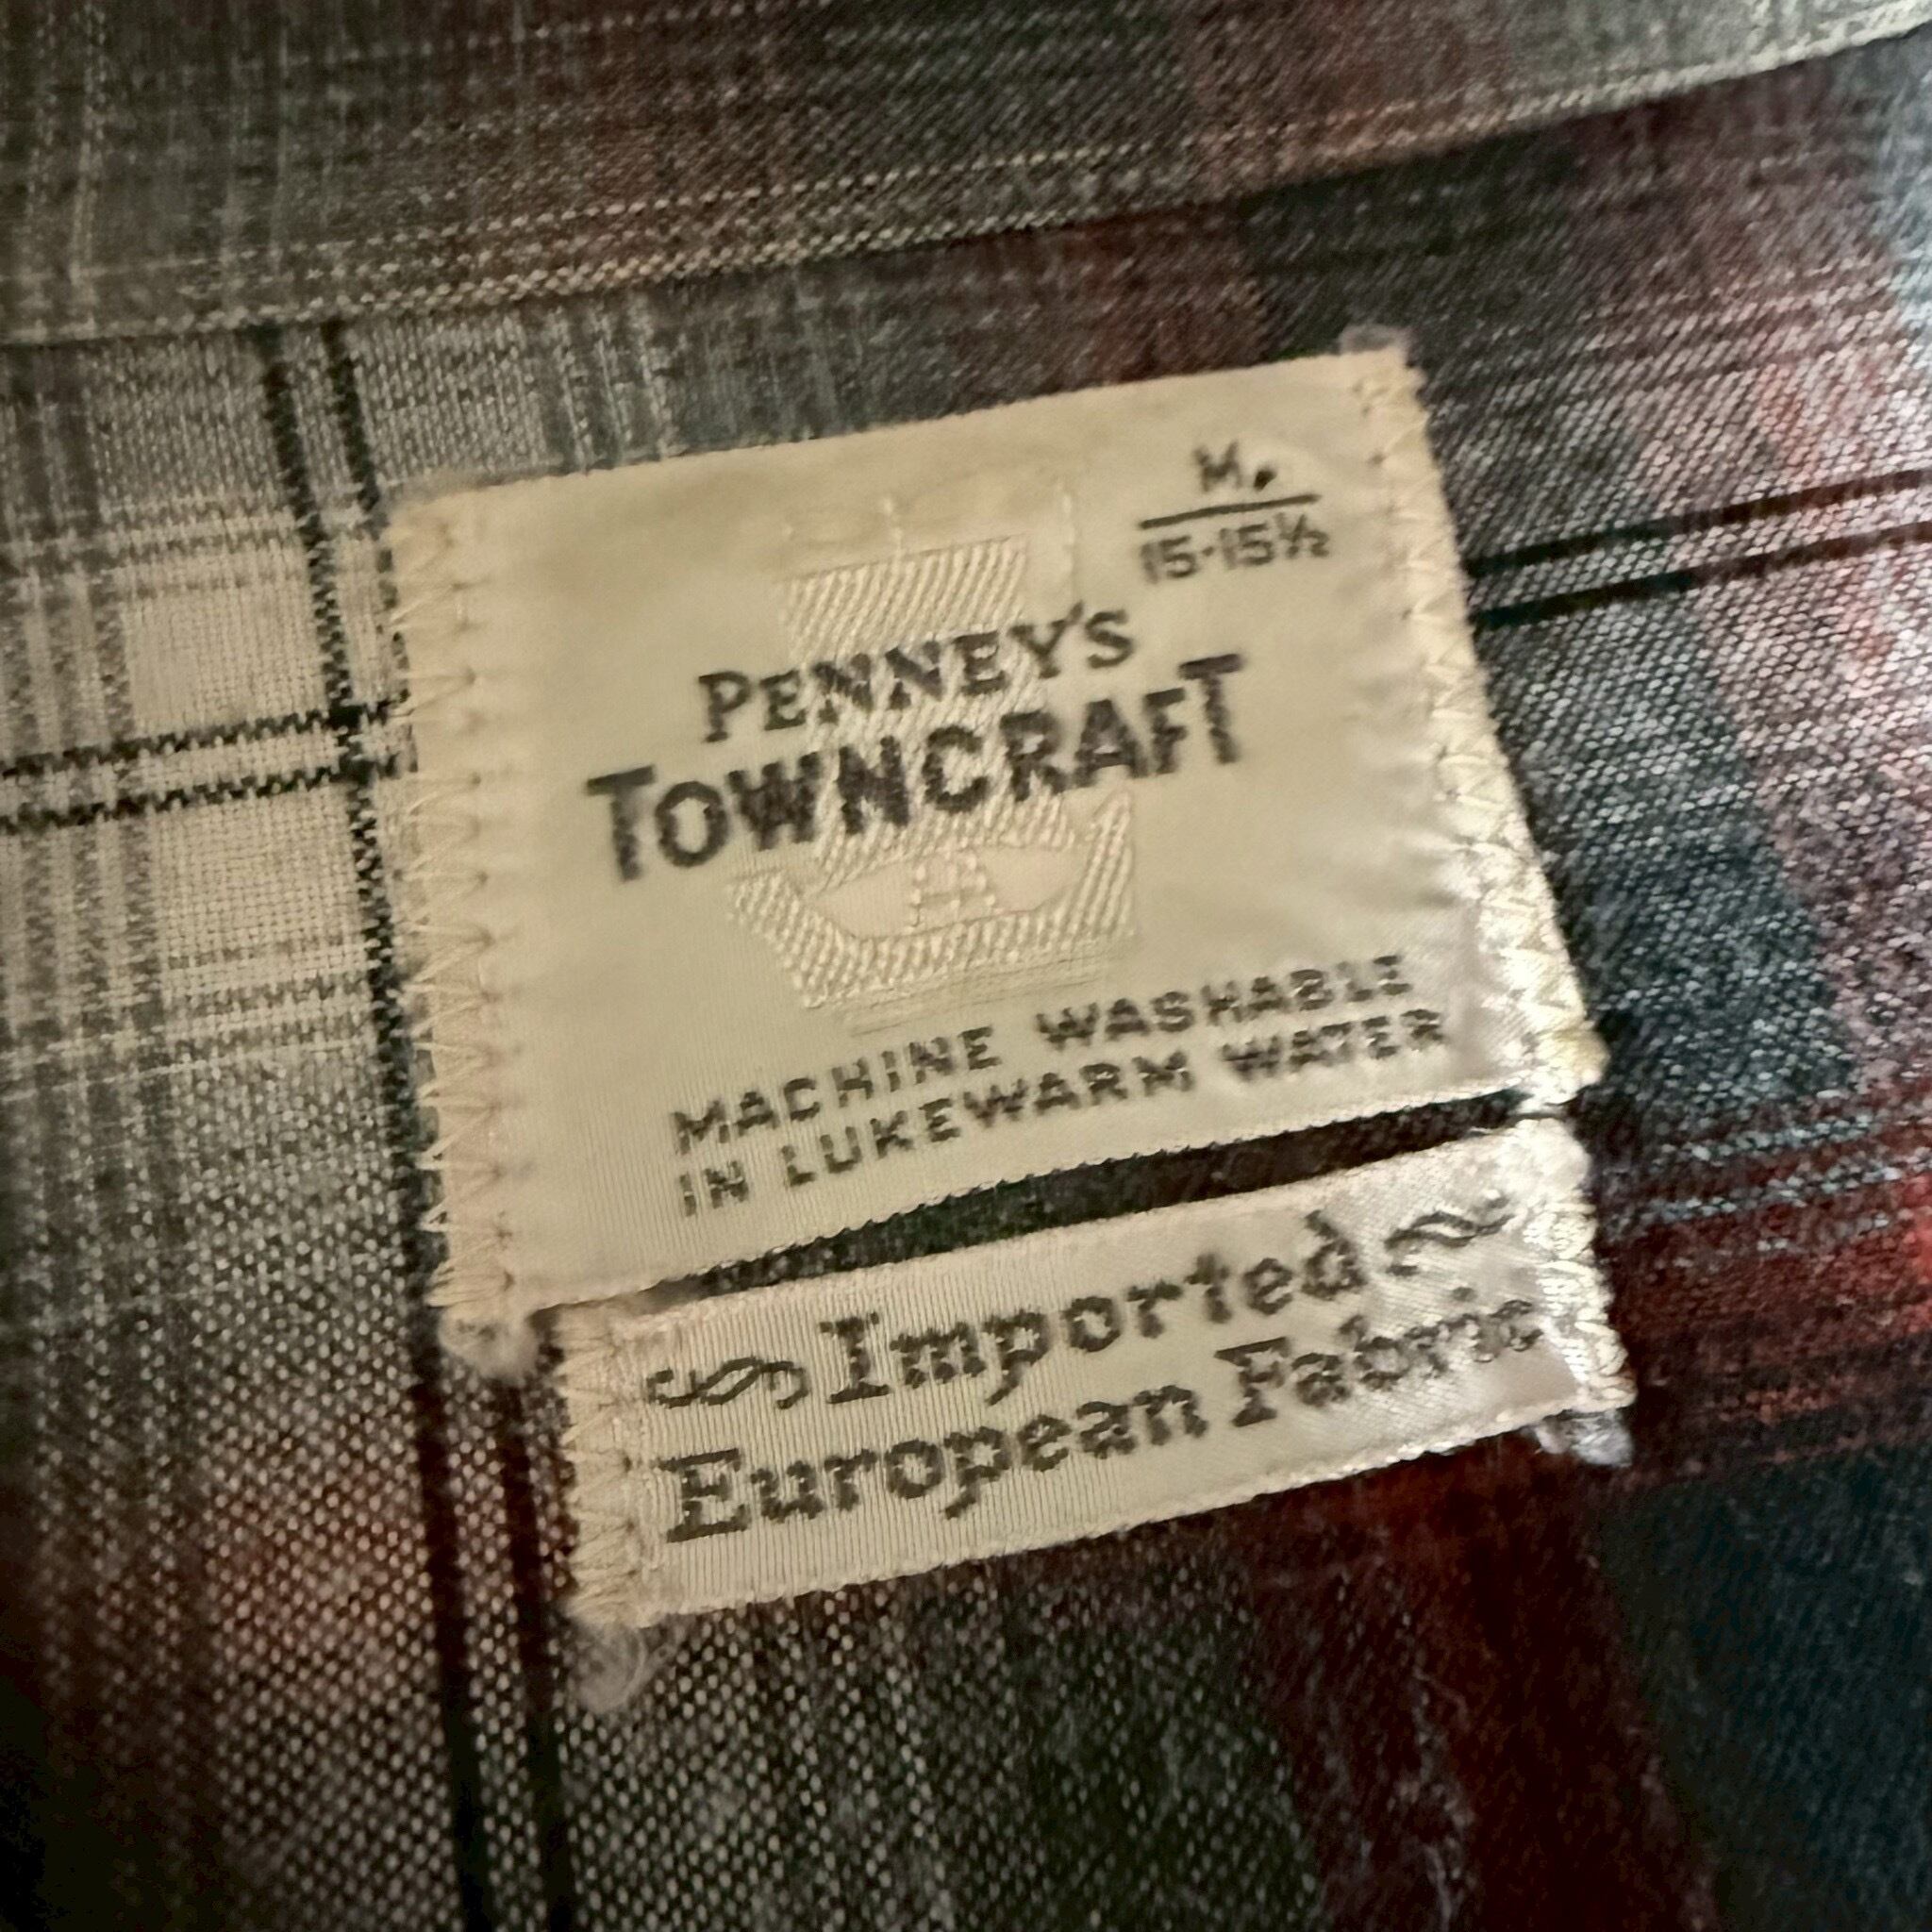 M.
15-15½
PENNEY'S
TOWNCRAFT
A
MACHINE WASHABLE
IN LUKEWARM WATER
Imported
European Fabric